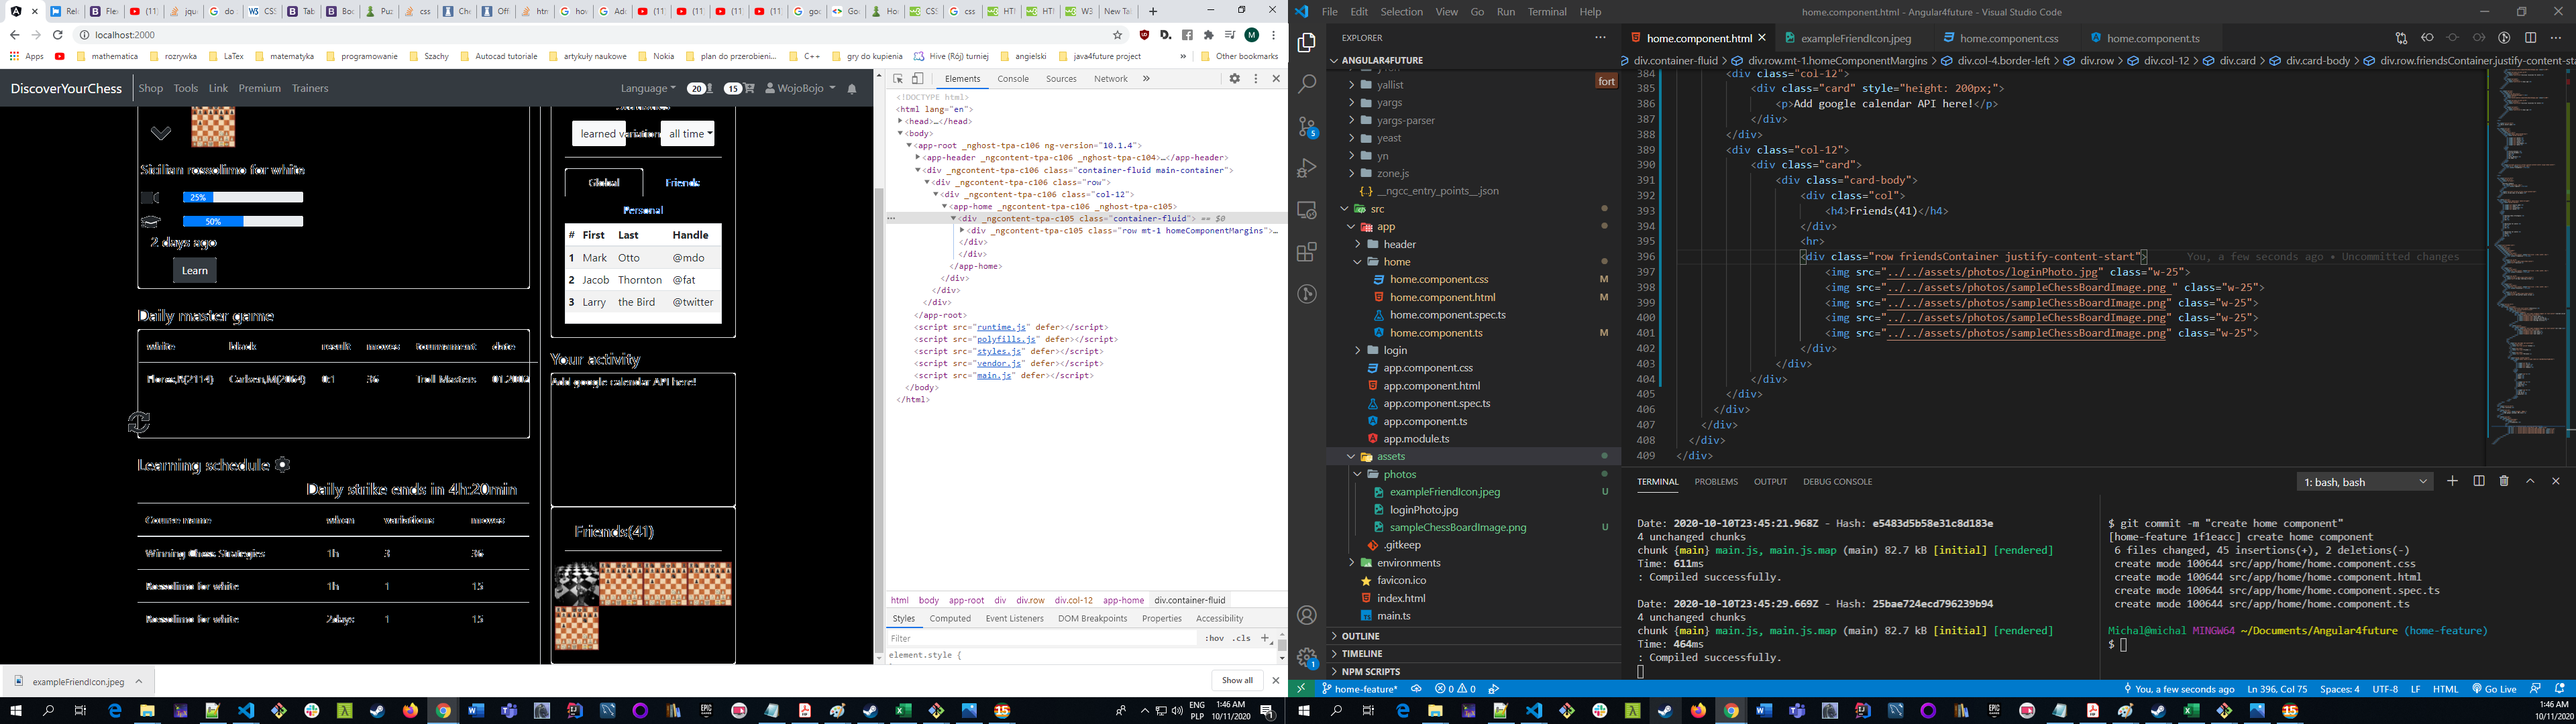 localhost:2000
Apps
mathematica
rozrywka
LaTex
matematyka
programowanie
Szachy
Autocad tutoriale
artykuły naukowe
Nokia
plan do przerobieni...
C++
gry do kupienia
Hive (Rój) turniej
angielski
java4future project
Other bookmarks
DiscoverYourChess
Shop Tools Link Premium Trainers
Language 20 15 WojoBojo
Sicilian rossolimo for white
25%
50%
2 days ago
Learn
Daily master game
white black result moves tournament date
0:1 36 Troll Masters
Learning schedule
Daily strike ends in 4h:20min
Course name when variations moves
Winning Chess Strategies 1h 3 36
Rossolimo for white 1h 1 15
Rossolimo for white 2days 1 15
learned variation all time
Global Friends
Personal
# First Last Handle
1 Mark Otto @mdo
2 Jacob Thornton @fat
3 Larry the Bird @twitter
Your activity
Add google calendar API here!
Friends(41)
Elements Console Sources Network
<!DOCTYPE html>
<html lang="en">
<head>…</head>
<body>
<app-root _nghost-tpa-c106 ng-version="10.1.4">
<app-header _ngcontent-tpa-c106 _nghost-tpa-c104>…</app-header>
<div _ngcontent-tpa-c106 class="container-fluid main-container">
<div _ngcontent-tpa-c106 class="row">
<div _ngcontent-tpa-c106 class="col-12">
<app-home _ngcontent-tpa-c106 _nghost-tpa-c105>
<div _ngcontent-tpa-c105 class="container-fluid"> == $0
<div _ngcontent-tpa-c105 class="row mt-1 homeComponentMargins">…
</div>
</div>
</app-home>
</div>
</div>
</div>
</app-root>
<script src="runtime.js" defer></script>
<script src="polyfills.js" defer></script>
<script src="styles.js" defer></script>
<script src="vendor.js" defer></script>
<script src="main.js" defer></script>
</body>
</html>
html body app-root div div.row div.col-12 app-home div.container-fluid
Styles Computed Event Listeners DOM Breakpoints Properties Accessibility
Filter :hov .cls
element.style {
exampleFriendIcon.jpeg
Show all
ENG
PLP
1:46 AM
10/11/2020
File Edit Selection View Go Run Terminal Help
home.component.html - Angular4future - Visual Studio Code
EXPLORER
ANGULAR4FUTURE
yallist
yargs
yargs-parser
yeast
yn
zone.js
__ngcc_entry_points__.json
src
app
header
home
home.component.css M
home.component.html M
home.component.spec.ts
home.component.ts M
login
app.component.css
app.component.html
app.component.spec.ts
app.component.ts
app.module.ts
assets
photos
exampleFriendIcon.jpeg U
loginPhoto.jpg
sampleChessBoardImage.png U
.gitkeep
environments
favicon.ico
index.html
main.ts
OUTLINE
TIMELINE
NPM SCRIPTS
home.component.html exampleFriendIcon.jpeg home.component.css home.component.ts
div.container-fluid div.row.mt-1.homeComponentMargins div.col-4.border-left div.row div.col-12 div.card div.card-body div.row.friendsContainer.justify-content-sta
fort
384 <div class="col-12">
385 <div class="card" style="height: 200px;">
386 <p>Add google calendar API here!</p>
387 </div>
388 </div>
389 <div class="col-12">
390 <div class="card">
391 <div class="card-body">
392 <div class="col">
393 <h4>Friends(41)</h4>
394 </div>
395 <hr>
396 <div class="row friendsContainer justify-content-start"> You, a few seconds ago • Uncommitted changes
397 <img src="../../assets/photos/loginPhoto.jpg" class="w-25">
398 <img src="../../assets/photos/sampleChessBoardImage.png " class="w-25">
399 <img src="../../assets/photos/sampleChessBoardImage.png" class="w-25">
400 <img src="../../assets/photos/sampleChessBoardImage.png" class="w-25">
401 <img src="../../assets/photos/sampleChessBoardImage.png" class="w-25">
402 </div>
403 </div>
404 </div>
405 </div>
406 </div>
407 </div>
408 </div>
409 </div>
TERMINAL PROBLEMS OUTPUT DEBUG CONSOLE 1: bash, bash
Date: 2020-10-10T23:45:21.968Z - Hash: e5483d5b58e31c8d183e
4 unchanged chunks
chunk {main} main.js, main.js.map (main) 82.7 kB [initial] [rendered]
Time: 611ms
: Compiled successfully.
Date: 2020-10-10T23:45:29.669Z - Hash: 25bae724ecd796239b94
4 unchanged chunks
chunk {main} main.js, main.js.map (main) 82.7 kB [initial] [rendered]
Time: 464ms
: Compiled successfully.
$ git commit -m "create home component"
[home-feature 1f1eacc] create home component
6 files changed, 45 insertions(+), 2 deletions(-)
create mode 100644 src/app/home/home.component.css
create mode 100644 src/app/home/home.component.html
create mode 100644 src/app/home/home.component.spec.ts
create mode 100644 src/app/home/home.component.ts
Michal@michal MINGW64 ~/Documents/Angular4future (home-feature)
$
home-feature* 0 0
You, a few seconds ago Ln 396, Col 75 Spaces: 4 UTF-8 LF HTML Go Live
1:46 AM